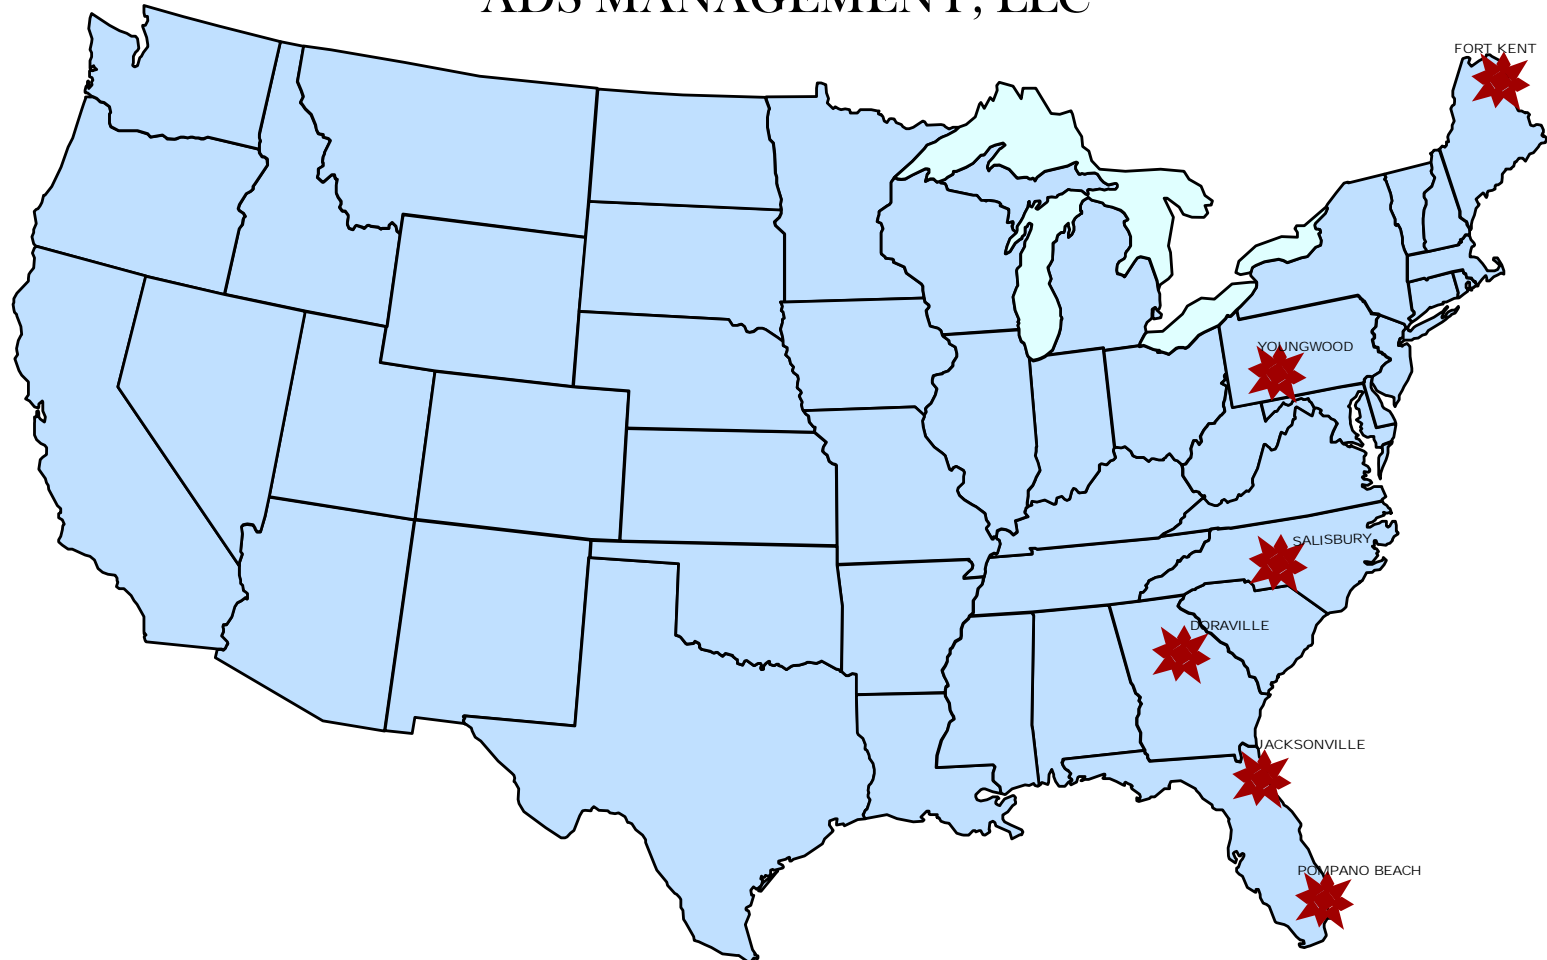 ADS MANAGEMENT, LLC
FORT KENT
YOUNGWOOD
SALISBURY
DORAVILLE
JACKSONVILLE
POMPANO BEACH